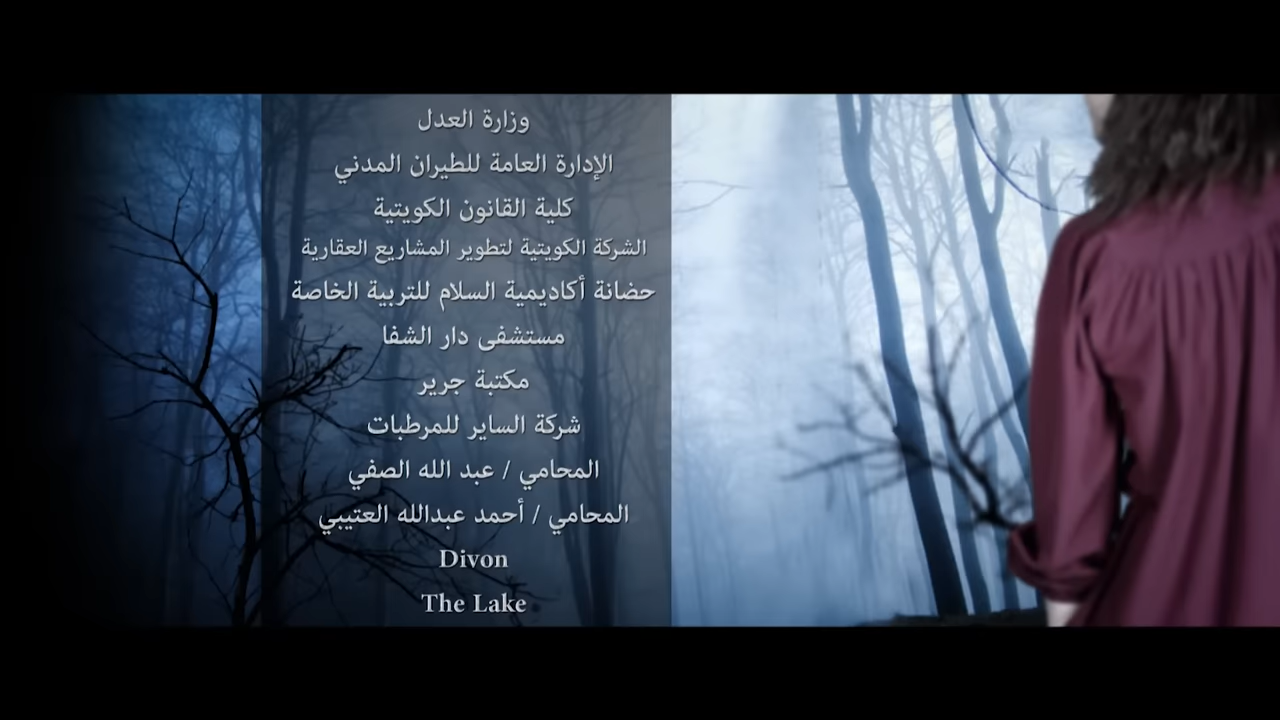 وزارة العدل
الإدارة العامة للطيران المدني
كلية القانون الكويتية
الشركة الكويتية لتطوير المشاريع العقارية
حضانة أكاديمية السلام للتربية الخاصة
مستشفى دار الشفا
مكتبة جرير
شركة الساير للمرطبات
المحامي / عبد الله الصفي
المحامي / أحمد عبدالله العتيبي
Divon
The Lake